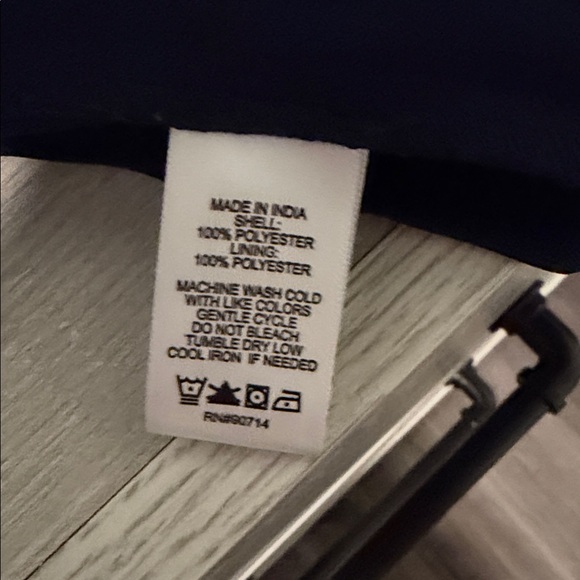 MADE IN INDIA
SHELL:
100% POLYESTER
LINING:
100% POLYESTER
MACHINE WASH COLD
WITH LIKE COLORS
GENTLE CYCLE
DO NOT BLEACH
TUMBLE DRY LOW
COOL IRON IF NEEDED
RN#90714